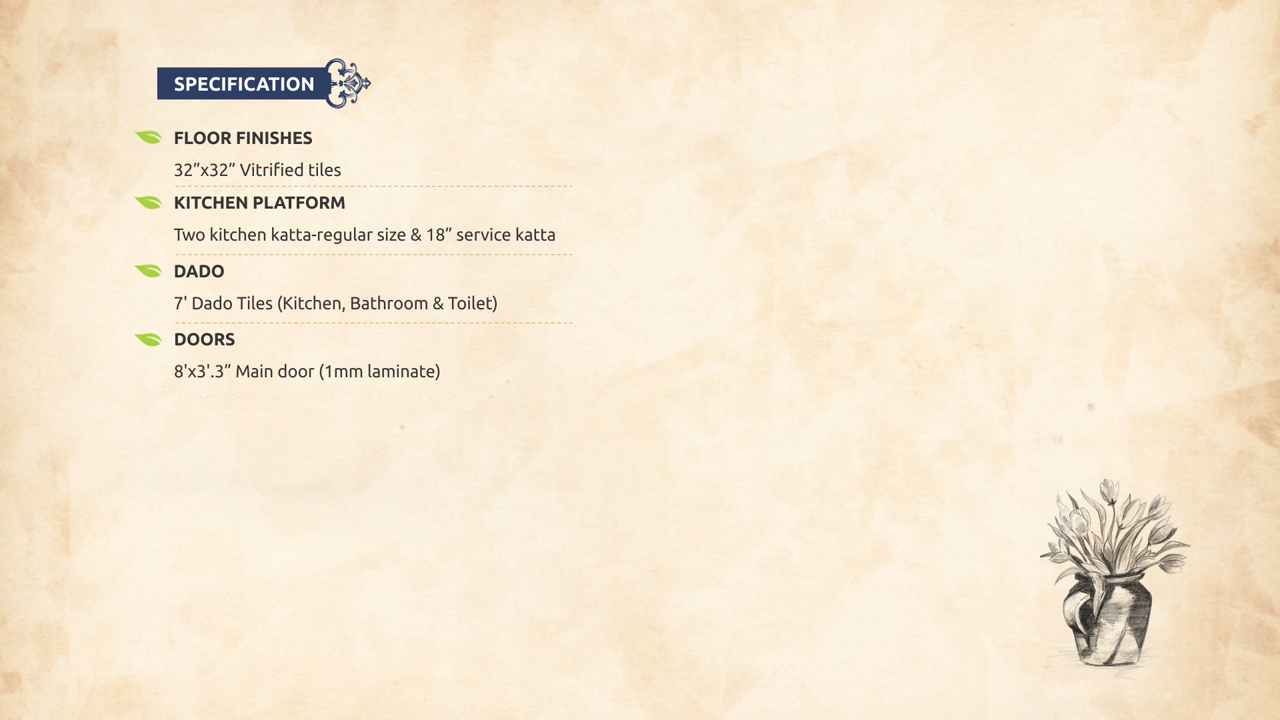 SPECIFICATION
FLOOR FINISHES
32”x32” Vitrified tiles
KITCHEN PLATFORM
Two kitchen katta-regular size & 18” service katta
DADO
7' Dado Tiles (Kitchen, Bathroom & Toilet)
DOORS
8'x3'.3” Main door (1mm laminate)